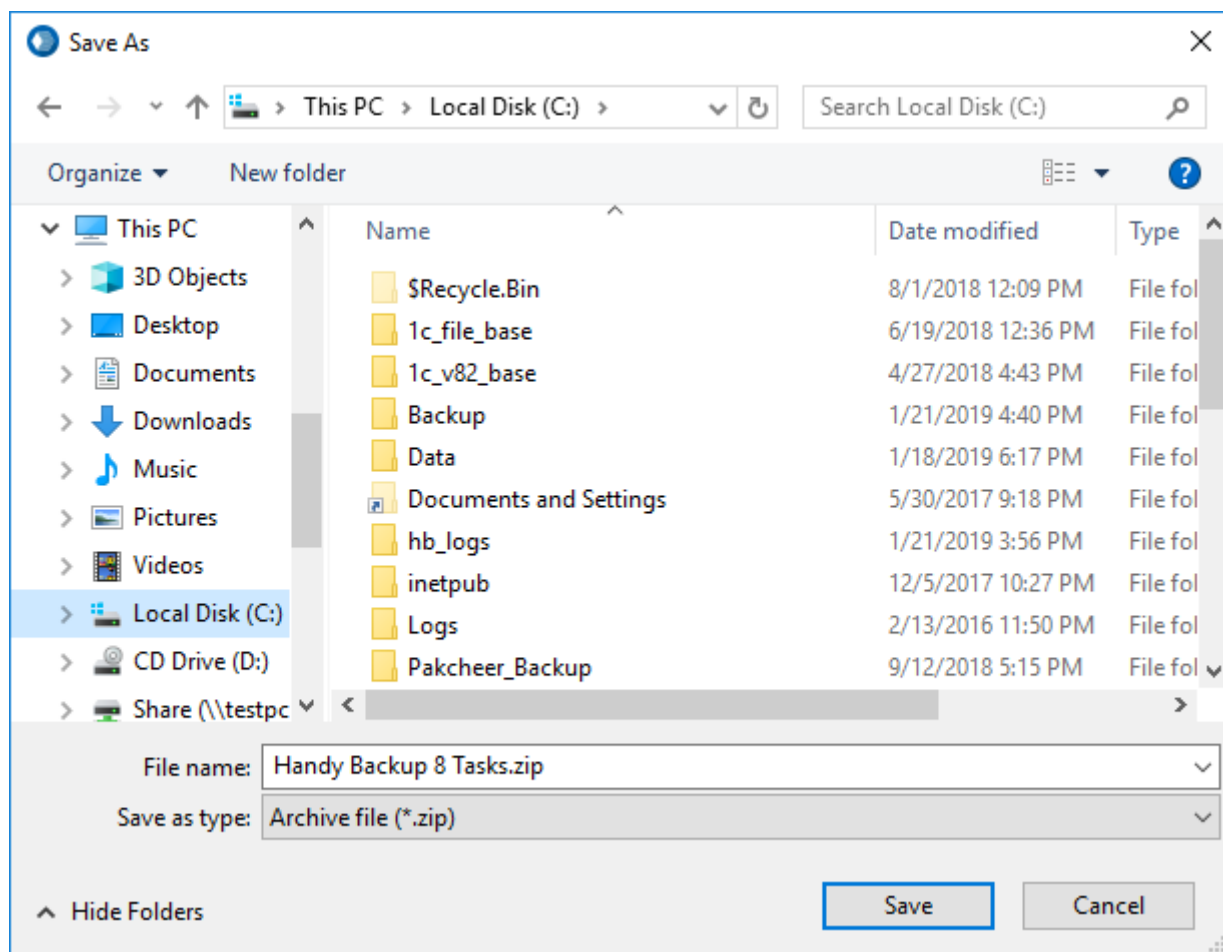 Save As
This PC > Local Disk (C:) >
Search Local Disk (C:)
Organize
New folder
?
This PC
3D Objects
Desktop
Documents
Downloads
Music
Pictures
Videos
Local Disk (C:)
CD Drive (D:)
Share (\\testpc
Name Date modified Type
$Recycle.Bin 8/1/2018 12:09 PM File fol
1c_file_base 6/19/2018 12:36 PM File fol
1c_v82_base 4/27/2018 4:43 PM File fol
Backup 1/21/2019 4:40 PM File fol
Data 1/18/2019 6:17 PM File fol
Documents and Settings 5/30/2017 9:18 PM File fol
hb_logs 1/21/2019 3:56 PM File fol
inetpub 12/5/2017 10:27 PM File fol
Logs 2/13/2016 11:50 PM File fol
Pakcheer_Backup 9/12/2018 5:15 PM File fol
File name: Handy Backup 8 Tasks.zip
Save as type: Archive file (*.zip)
Hide Folders
Save
Cancel